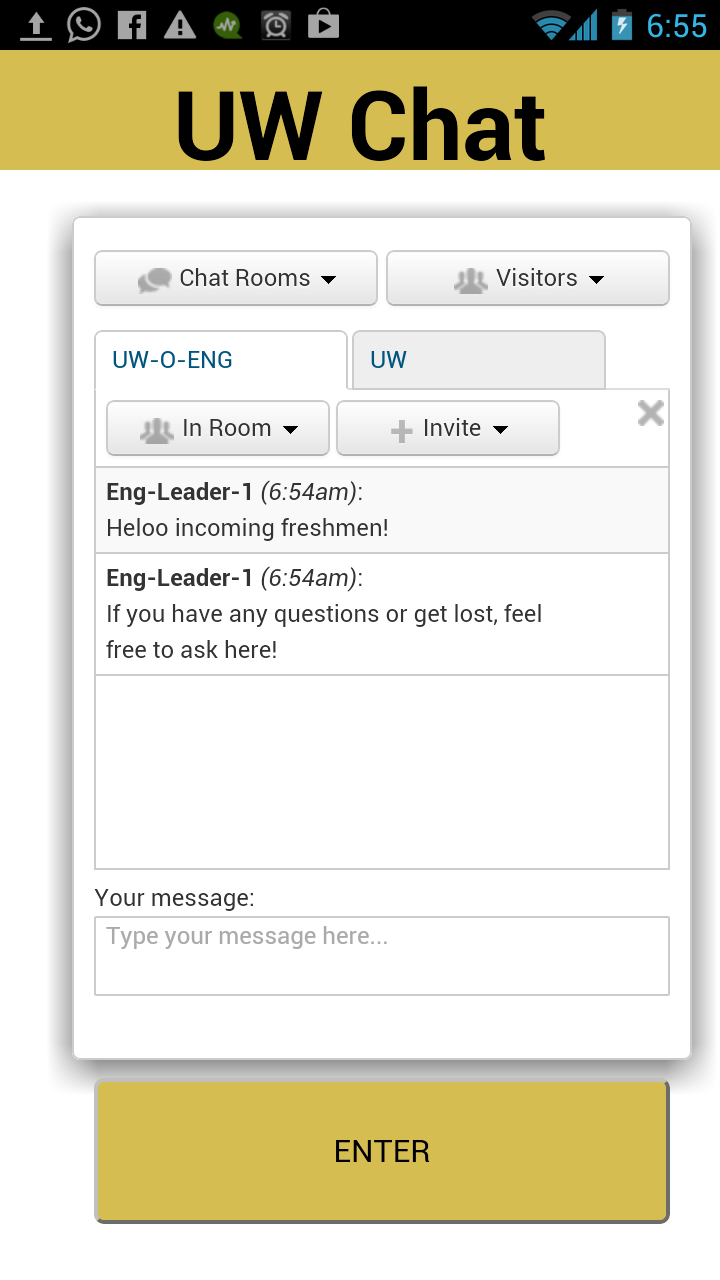 6:55
UW Chat
Chat Rooms
Visitors
UW-O-ENG
UW
In Room
Invite
Eng-Leader-1 (6:54am):
Heloo incoming freshmen!
Eng-Leader-1 (6:54am):
If you have any questions or get lost, feel
free to ask here!
Your message:
Type your message here...
ENTER